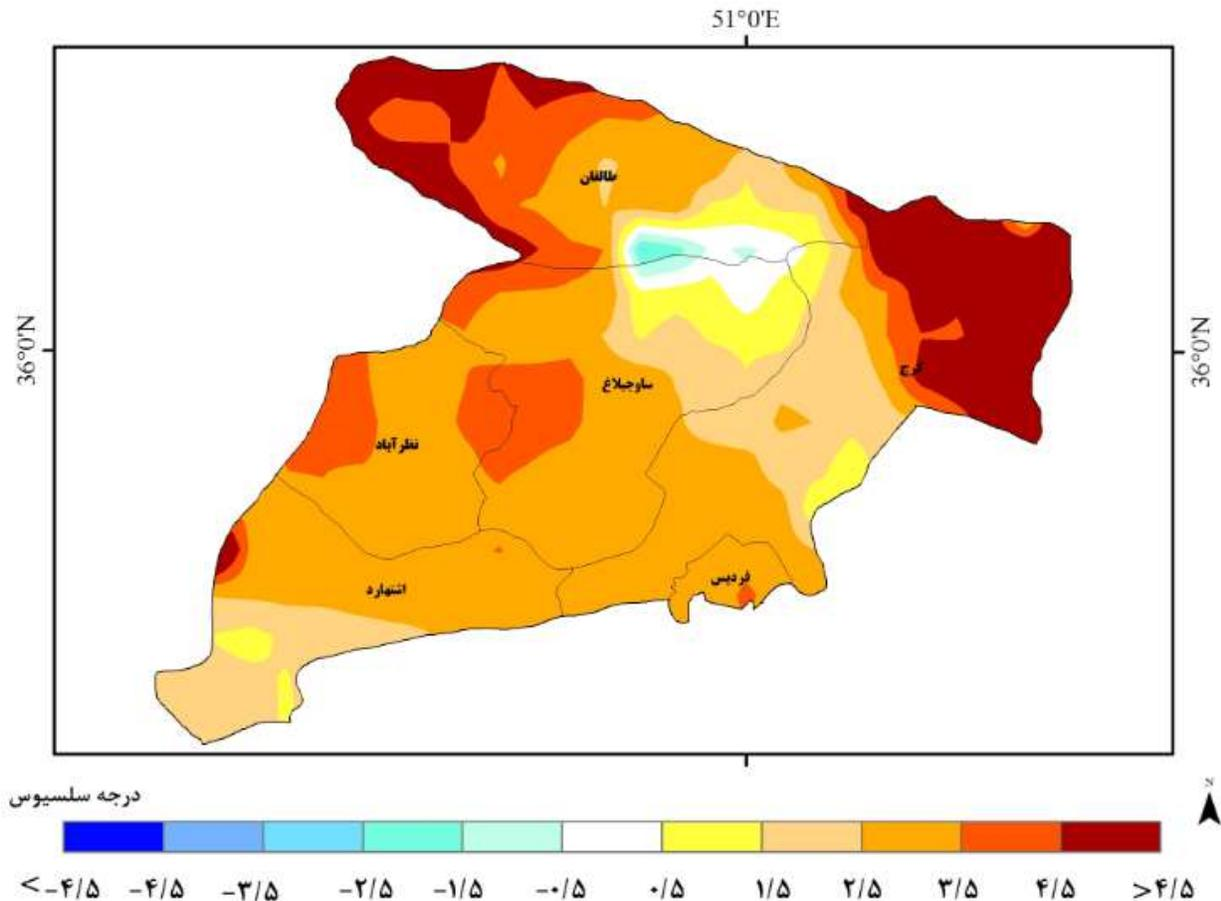 51°0'E
36°0'N
36°0'N
طالقان
کرج
ساوجبلاغ
نظرآباد
فردیس
اشتهارد
درجه سلسیوس
N
<-۴/۵ -۴/۵ -۳/۵ -۲/۵ -۱/۵ -۰/۵ ۰/۵ ۱/۵ ۲/۵ ۳/۵ ۴/۵ >۴/۵